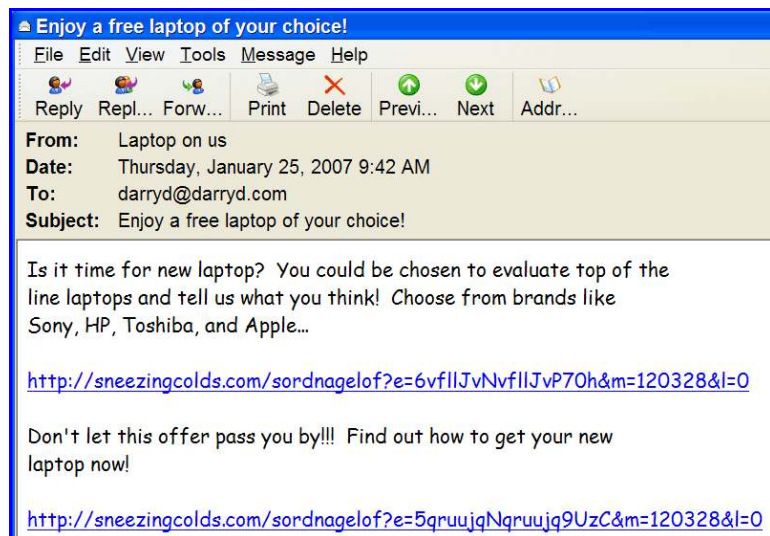 Enjoy a free laptop of your choice!
File Edit View Tools Message Help
Reply Repl... Forw... Print Delete Previ... Next Addr...
From: Laptop on us
Date: Thursday, January 25, 2007 9:42 AM
To: darryd@darryd.com
Subject: Enjoy a free laptop of your choice!
Is it time for new laptop? You could be chosen to evaluate top of the
line laptops and tell us what you think! Choose from brands like
Sony, HP, Toshiba, and Apple...
http://sneezingcolds.com/sordnagelof?e=6vfllJvNvfllJvP70h&m=120328&l=0
Don't let this offer pass you by!!! Find out how to get your new
laptop now!
http://sneezingcolds.com/sordnagelof?e=5qruujqNqruujq9UzC&m=120328&l=0